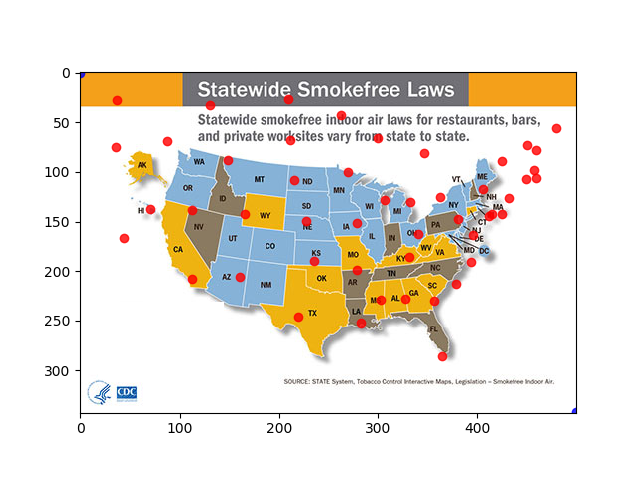 Statewide Smokefree Laws
Statewide smokefree indoor air laws for restaurants, bars,
and private worksites vary from state to state.
0
50
100
150
200
250
300
0
100
200
300
400
AK
HI
WA
OR
CA
ID
NV
MT
WY
UT
AZ
CO
NM
ND
SD
NE
KS
OK
TX
MN
IA
MO
AR
LA
WI
IL
MI
IN
OH
KY
TN
MS
AL
GA
FL
SC
NC
VA
WV
PA
NY
VT
ME
NH
MA
CT
NJ
DE
MD
DC
SOURCE: STATE System, Tobacco Control Interactive Maps, Legislation – Smokefree Indoor Air.
CDC